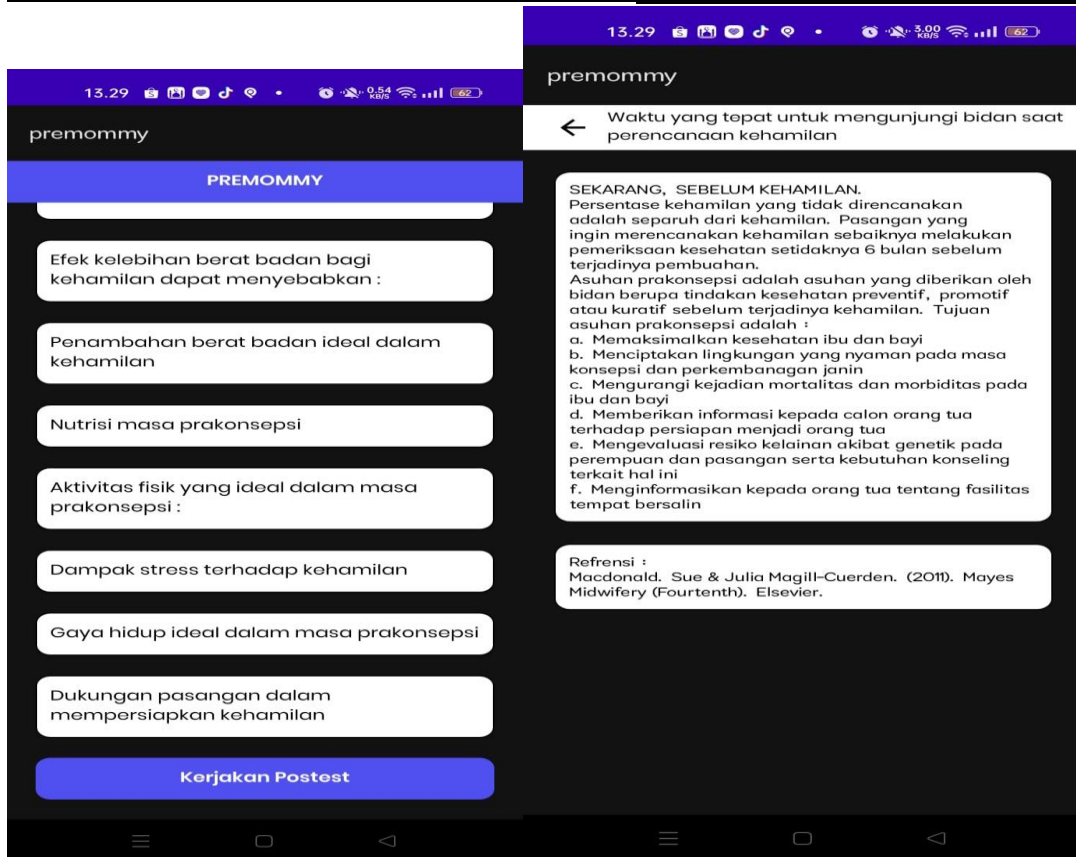 13.29
0.54
KB/S
62
premommy
PREMOMMY
Efek kelebihan berat badan bagi
kehamilan dapat menyebabkan :
Penambahan berat badan ideal dalam
kehamilan
Nutrisi masa prakonsepsi
Aktivitas fisik yang ideal dalam masa
prakonsepsi :
Dampak stress terhadap kehamilan
Gaya hidup ideal dalam masa prakonsepsi
Dukungan pasangan dalam
mempersiapkan kehamilan
Kerjakan Postest
13.29
3.00
KB/S
62
premommy
Waktu yang tepat untuk mengunjungi bidan saat
perencanaan kehamilan
SEKARANG, SEBELUM KEHAMILAN.
Persentase kehamilan yang tidak direncanakan
adalah separuh dari kehamilan. Pasangan yang
ingin merencanakan kehamilan sebaiknya melakukan
pemeriksaan kesehatan setidaknya 6 bulan sebelum
terjadinya pembuahan.
Asuhan prakonsepsi adalah asuhan yang diberikan oleh
bidan berupa tindakan kesehatan preventif, promotif
atau kuratif sebelum terjadinya kehamilan. Tujuan
asuhan prakonsepsi adalah :
a. Memaksimalkan kesehatan ibu dan bayi
b. Menciptakan lingkungan yang nyaman pada masa
konsepsi dan perkembanagan janin
c. Mengurangi kejadian mortalitas dan morbiditas pada
ibu dan bayi
d. Memberikan informasi kepada calon orang tua
terhadap persiapan menjadi orang tua
e. Mengevaluasi resiko kelainan akibat genetik pada
perempuan dan pasangan serta kebutuhan konseling
terkait hal ini
f. Menginformasikan kepada orang tua tentang fasilitas
tempat bersalin
Refrensi :
Macdonald. Sue & Julia Magill-Cuerden. (2011). Mayes
Midwifery (Fourtenth). Elsevier.